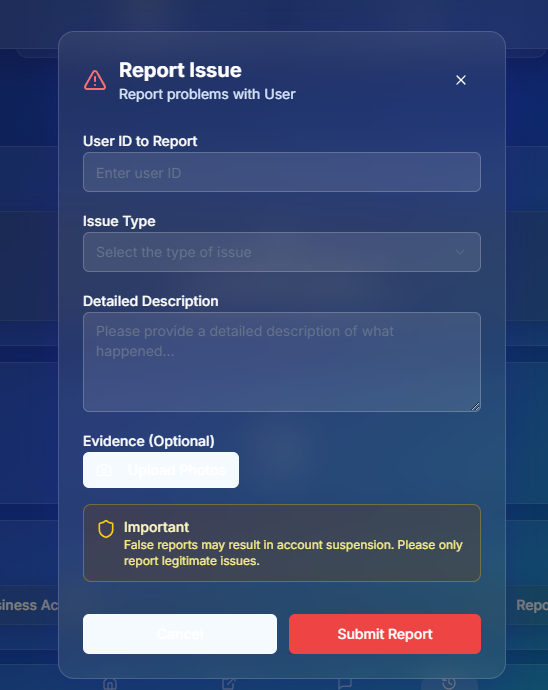 Report Issue
Report problems with User
User ID to Report
Enter user ID
Issue Type
Select the type of issue
Detailed Description
Please provide a detailed description of what
happened...
Evidence (Optional)
Upload Photos
Important
False reports may result in account suspension. Please only
report legitimate issues.
Cancel
Submit Report
siness Ac
Repo